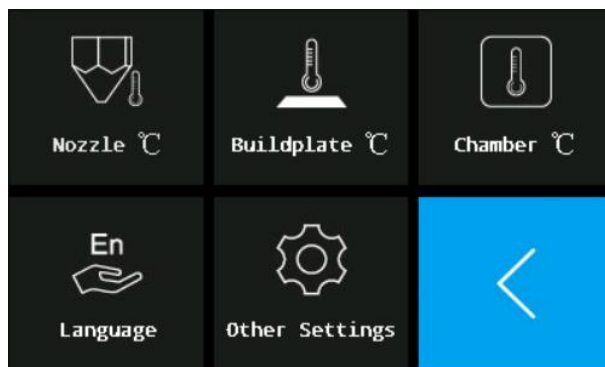 Nozzle ℃
Buildplate ℃
Chamber ℃
En
Language
Other Settings